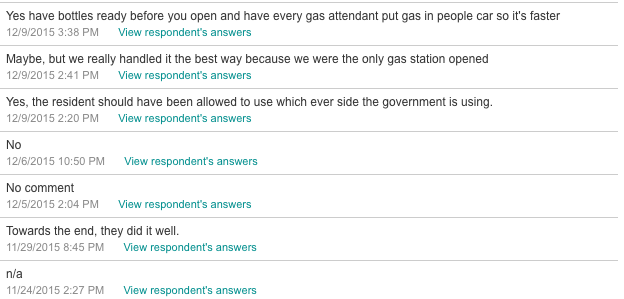 Yes have bottles ready before you open and have every gas attendant put gas in people car so it's faster
12/9/2015 3:38 PM View respondent's answers
Maybe, but we really handled it the best way because we were the only gas station opened
12/9/2015 2:41 PM View respondent's answers
Yes, the resident should have been allowed to use which ever side the government is using.
12/9/2015 2:20 PM View respondent's answers
No
12/6/2015 10:50 PM View respondent's answers
No comment
12/5/2015 2:04 PM View respondent's answers
Towards the end, they did it well.
11/29/2015 8:45 PM View respondent's answers
n/a
11/24/2015 2:27 PM View respondent's answers